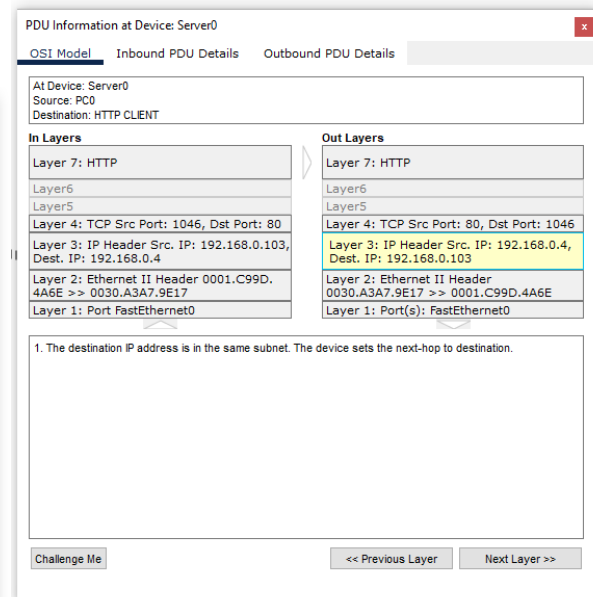 PDU Information at Device: Server0
x
OSI Model Inbound PDU Details Outbound PDU Details
At Device: Server0
Source: PC0
Destination: HTTP CLIENT
In Layers
Layer 7: HTTP
Layer6
Layer5
Layer 4: TCP Src Port: 1046, Dst Port: 80
Layer 3: IP Header Src. IP: 192.168.0.103,
Dest. IP: 192.168.0.4
Layer 2: Ethernet II Header 0001.C99D.
4A6E >> 0030.A3A7.9E17
Layer 1: Port FastEthernet0
Out Layers
Layer 7: HTTP
Layer6
Layer5
Layer 4: TCP Src Port: 80, Dst Port: 1046
Layer 3: IP Header Src. IP: 192.168.0.4,
Dest. IP: 192.168.0.103
Layer 2: Ethernet II Header
0030.A3A7.9E17 >> 0001.C99D.4A6E
Layer 1: Port(s): FastEthernet0
1. The destination IP address is in the same subnet. The device sets the next-hop to destination.
Challenge Me
<< Previous Layer
Next Layer >>